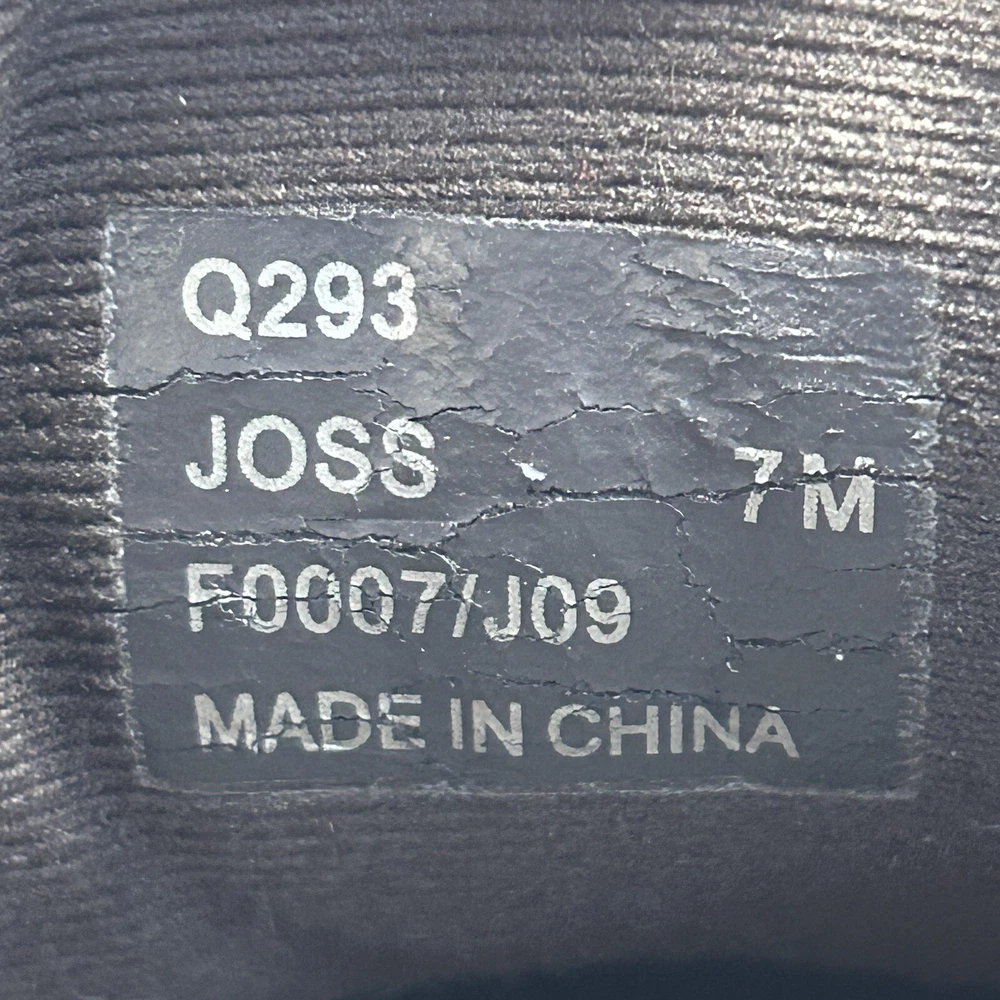 Q293
JOSS 7 M
F0007/J09
MADE IN CHINA